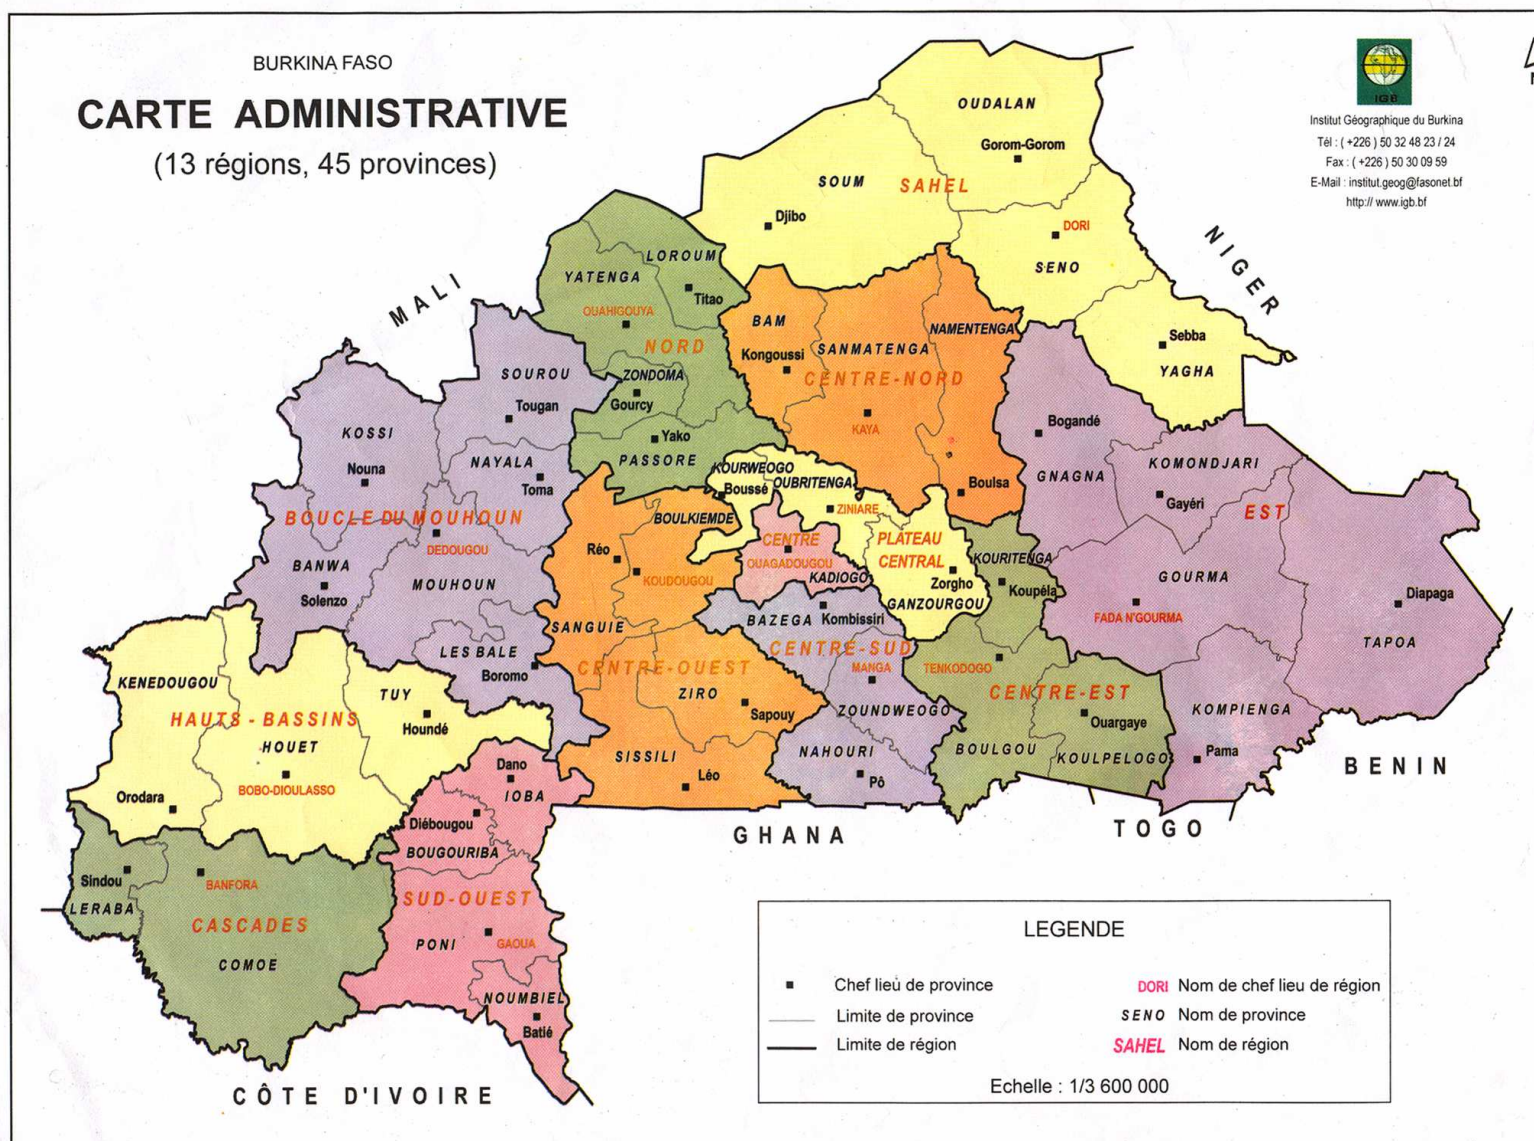 BURKINA FASO
CARTE ADMINISTRATIVE
(13 régions, 45 provinces)
IGB
Institut Géographique du Burkina
Tél : ( +226 ) 50 32 48 23 / 24
Fax : ( +226 ) 50 30 09 59
E-Mail : institut.geog@fasonet.bf
http:// www.igb.bf
N
MALI
NIGER
BENIN
TOGO
GHANA
CÔTE D'IVOIRE
OUDALAN
Gorom-Gorom
SOUM
SAHEL
Djibo
DORI
SENO
Sebba
YAGHA
LOROUM
YATENGA
Titao
OUAHIGOUYA
NORD
ZONDOMA
Gourcy
Yako
PASSORE
BAM
Kongoussi
SANMATENGA
NAMENTENGA
CENTRE-NORD
KAYA
Boulsa
SOUROU
Tougan
KOSSI
Nouna
NAYALA
Toma
BOUCLE DU MOUHOUN
DEDOUGOU
BANWA
Solenzo
MOUHOUN
LES BALE
Boromo
KOURWEOGO
Boussé
OUBRITENGA
ZINIARE
PLATEAU
CENTRAL
Zorgho
GANZOURGOU
CENTRE
OUAGADOUGOU
KADIOGO
BOULKIEMDE
Réo
KOUDOUGOU
SANGUIE
CENTRE-OUEST
ZIRO
Sapouy
SISSILI
Léo
BAZEGA
Kombissiri
CENTRE-SUD
MANGA
ZOUNDWEOGO
NAHOURI
Pô
KOURITENGA
Koupéla
TENKODOGO
CENTRE-EST
Ouargaye
BOULGOU
KOULPELOGO
Bogandé
GNAGNA
KOMONDJARI
Gayéri
EST
GOURMA
FADA N'GOURMA
Diapaga
TAPOA
KOMPIENGA
Pama
KENEDOUGOU
TUY
Houndé
HAUTS - BASSINS
HOUET
BOBO-DIOULASSO
Orodara
Sindou
LERABA
BANFORA
CASCADES
COMOE
Dano
IOBA
Diébougou
BOUGOURIBA
SUD-OUEST
PONI
GAOUA
NOUMBIEL
Batié
LEGENDE
Chef lieu de province
Limite de province
Limite de région
DORI Nom de chef lieu de région
SENO Nom de province
SAHEL Nom de région
Echelle : 1/3 600 000